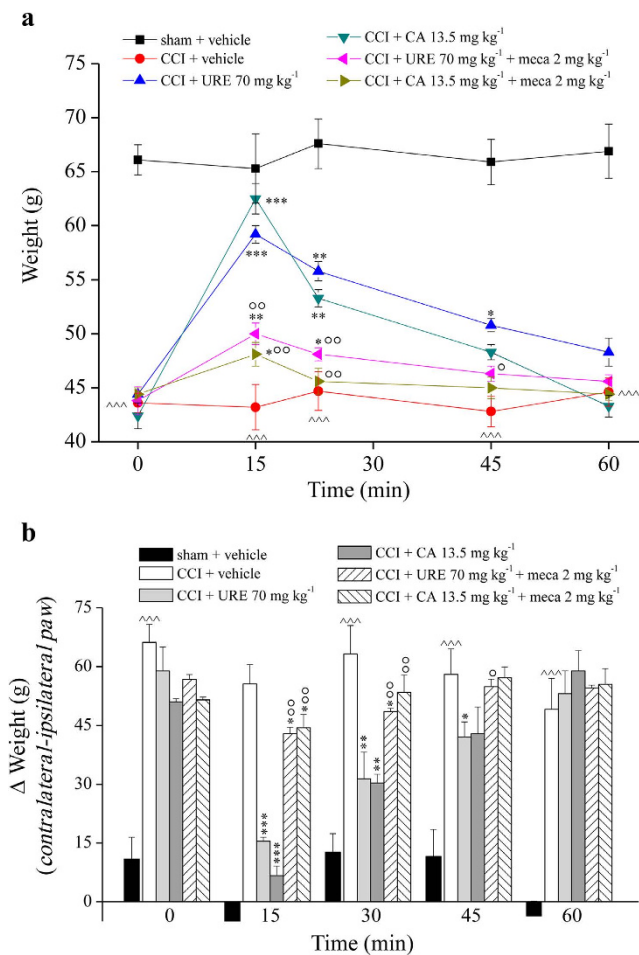 a
sham + vehicle
CCI + vehicle
CCI + URE 70 mg kg⁻¹
CCI + CA 13.5 mg kg⁻¹
CCI + URE 70 mg kg⁻¹ + meca 2 mg kg⁻¹
CCI + CA 13.5 mg kg⁻¹ + meca 2 mg kg⁻¹
Weight (g)
75
70
65
60
55
50
45
40
***
***
**
**
*
°°
**
*°°
*°°
°°
°
^^^
^^^
^^^
^^^
^^^
0
15
30
45
60
Time (min)
b
sham + vehicle
CCI + vehicle
CCI + URE 70 mg kg⁻¹
CCI + CA 13.5 mg kg⁻¹
CCI + URE 70 mg kg⁻¹ + meca 2 mg kg⁻¹
CCI + CA 13.5 mg kg⁻¹ + meca 2 mg kg⁻¹
Δ Weight (g)
(contralateral-ipsilateral paw)
75
60
45
30
15
0
^^^
***
***
*°°
*°°
^^^
**
**
*°°
°°
^^^
*
°
^^^
0
15
30
45
60
Time (min)